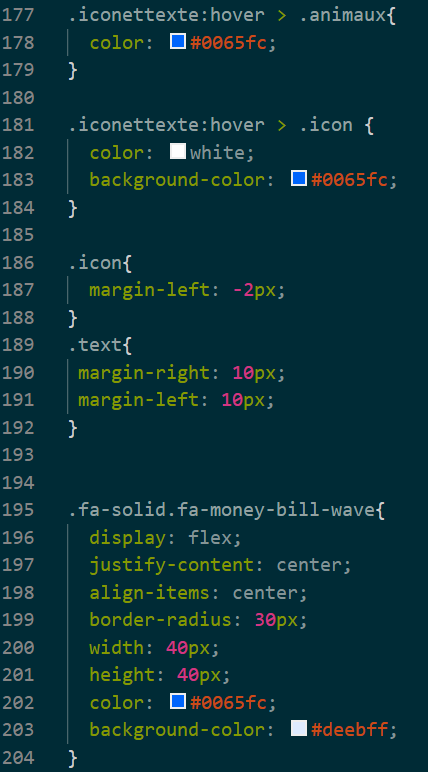 177 .iconettexte:hover > .animaux{
178 color: #0065fc;
179 }
180
181 .iconettexte:hover > .icon {
182 color: white;
183 background-color: #0065fc;
184 }
185
186 .icon{
187 margin-left: -2px;
188 }
189 .text{
190 margin-right: 10px;
191 margin-left: 10px;
192 }
193
194
195 .fa-solid.fa-money-bill-wave{
196 display: flex;
197 justify-content: center;
198 align-items: center;
199 border-radius: 30px;
200 width: 40px;
201 height: 40px;
202 color: #0065fc;
203 background-color: #deebff;
204 }